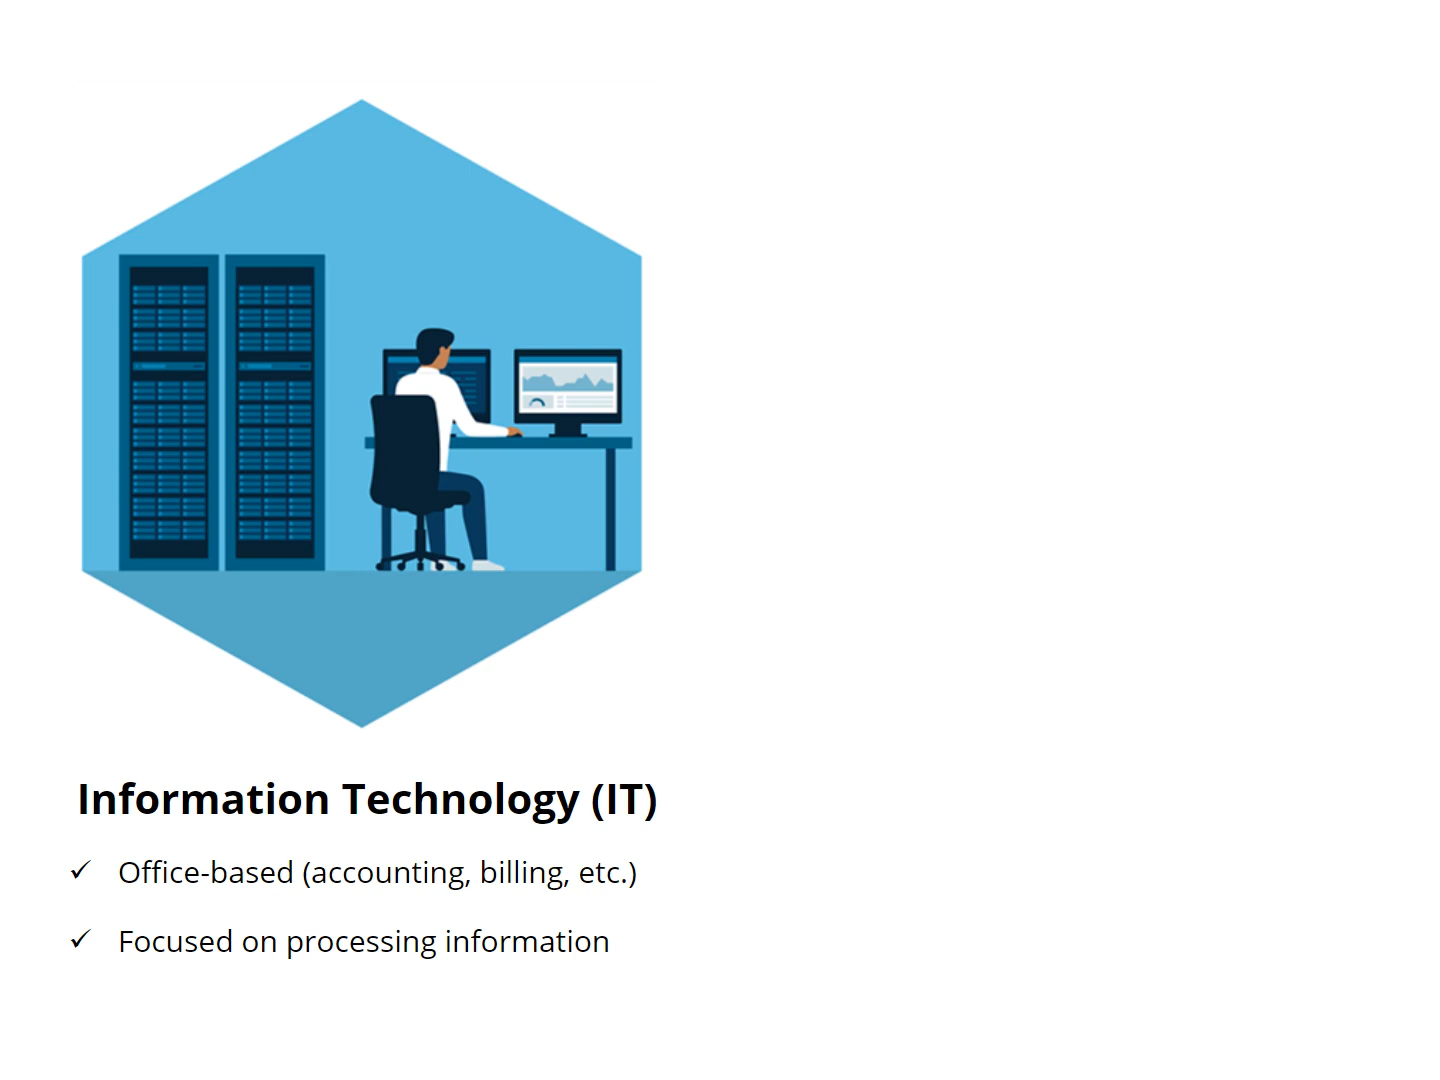 Information Technology (IT)
✓ Office-based (accounting, billing, etc.)
✓ Focused on processing information